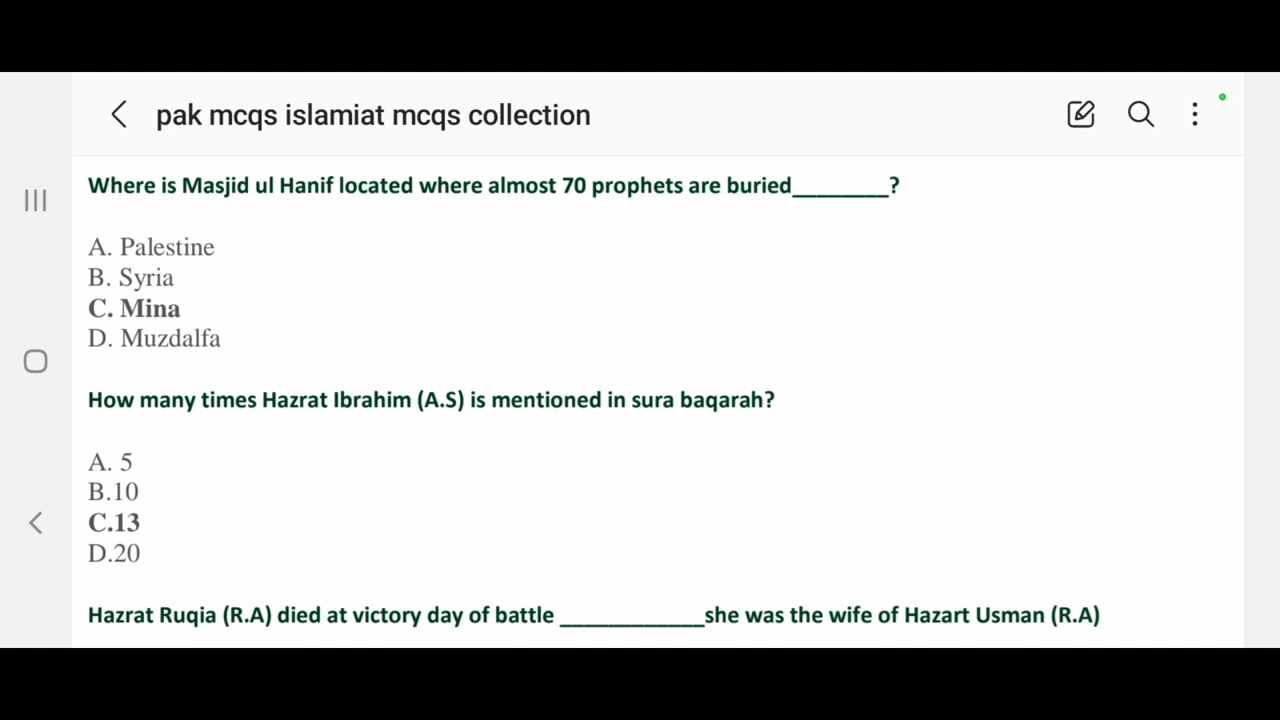 pak mcqs islamiat mcqs collection
Where is Masjid ul Hanif located where almost 70 prophets are buried________?
A. Palestine
B. Syria
C. Mina
D. Muzdalfa
How many times Hazrat Ibrahim (A.S) is mentioned in sura baqarah?
A. 5
B.10
C.13
D.20
Hazrat Ruqia (R.A) died at victory day of battle ____________she was the wife of Hazart Usman (R.A)